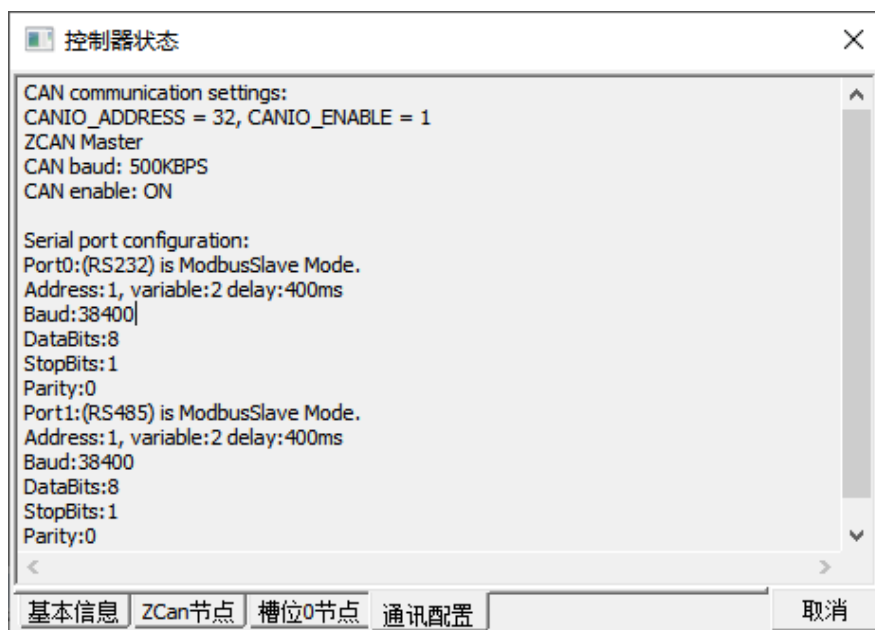 控制器状态
CAN communication settings:
CANIO_ADDRESS = 32, CANIO_ENABLE = 1
ZCAN Master
CAN baud: 500KBPS
CAN enable: ON
Serial port configuration:
Port0:(RS232) is ModbusSlave Mode.
Address:1, variable:2 delay:400ms
Baud:38400
DataBits:8
StopBits:1
Parity:0
Port1:(RS485) is ModbusSlave Mode.
Address:1, variable:2 delay:400ms
Baud:38400
DataBits:8
StopBits:1
Parity:0
基本信息 ZCan节点 槽位0节点 通讯配置 取消